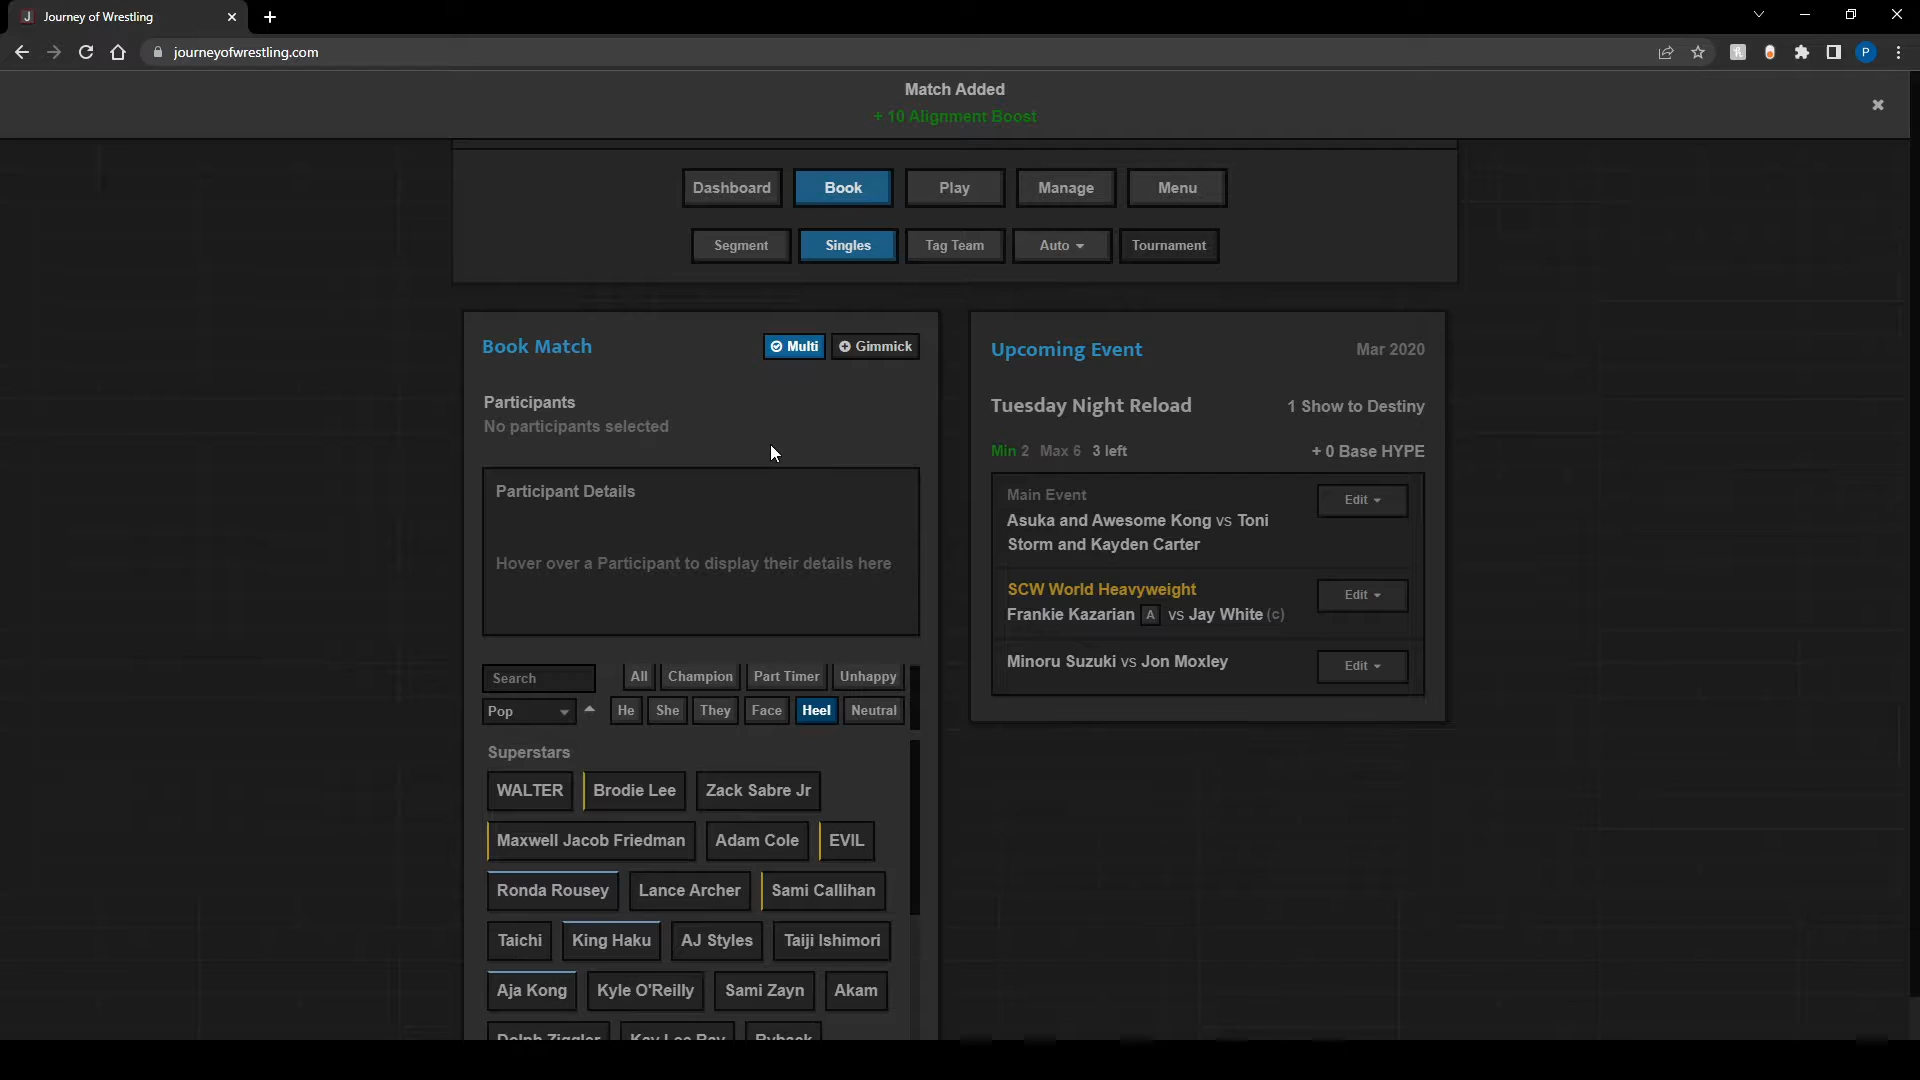 J Journey of Wrestling
journeyofwrestling.com
P
Match Added
+ 10 Alignment Boost
Dashboard Book Play Manage Menu
Segment Singles Tag Team Auto Tournament
Book Match Multi Gimmick
Participants
No participants selected
Participant Details
Hover over a Participant to display their details here
Search All Champion Part Timer Unhappy
Pop He She They Face Heel Neutral
Superstars
WALTER Brodie Lee Zack Sabre Jr
Maxwell Jacob Friedman Adam Cole EVIL
Ronda Rousey Lance Archer Sami Callihan
Taichi King Haku AJ Styles Taiji Ishimori
Aja Kong Kyle O'Reilly Sami Zayn Akam
Dolph Ziggler Kay Lee Ray Ryback
Upcoming Event Mar 2020
Tuesday Night Reload 1 Show to Destiny
Min 2 Max 6 3 left + 0 Base HYPE
Main Event Edit
Asuka and Awesome Kong vs Toni
Storm and Kayden Carter
SCW World Heavyweight Edit
Frankie Kazarian A vs Jay White (c)
Minoru Suzuki vs Jon Moxley Edit